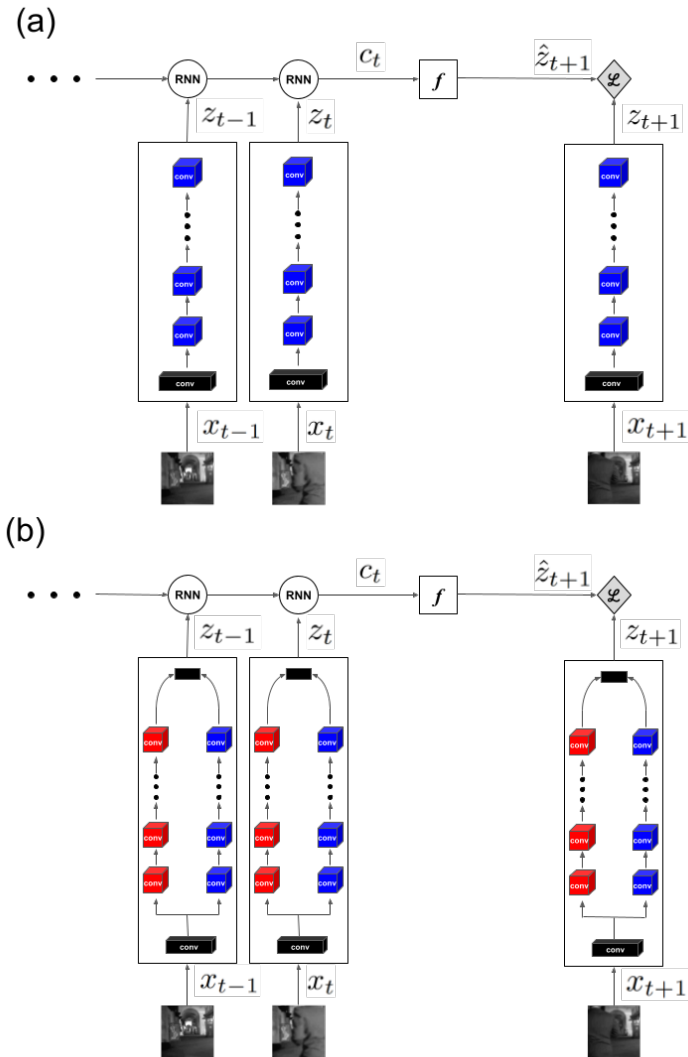 (a)
• • • RNN RNN c_t f ẑ_{t+1} ℒ
z_{t−1} z_t z_{t+1}
conv conv conv
conv conv conv
conv conv conv
conv conv conv
x_{t−1} x_t x_{t+1}
(b)
• • • RNN RNN c_t f ẑ_{t+1} ℒ
z_{t−1} z_t z_{t+1}
conv conv conv conv conv conv
conv conv conv conv conv conv
conv conv conv conv conv conv
conv conv conv
x_{t−1} x_t x_{t+1}